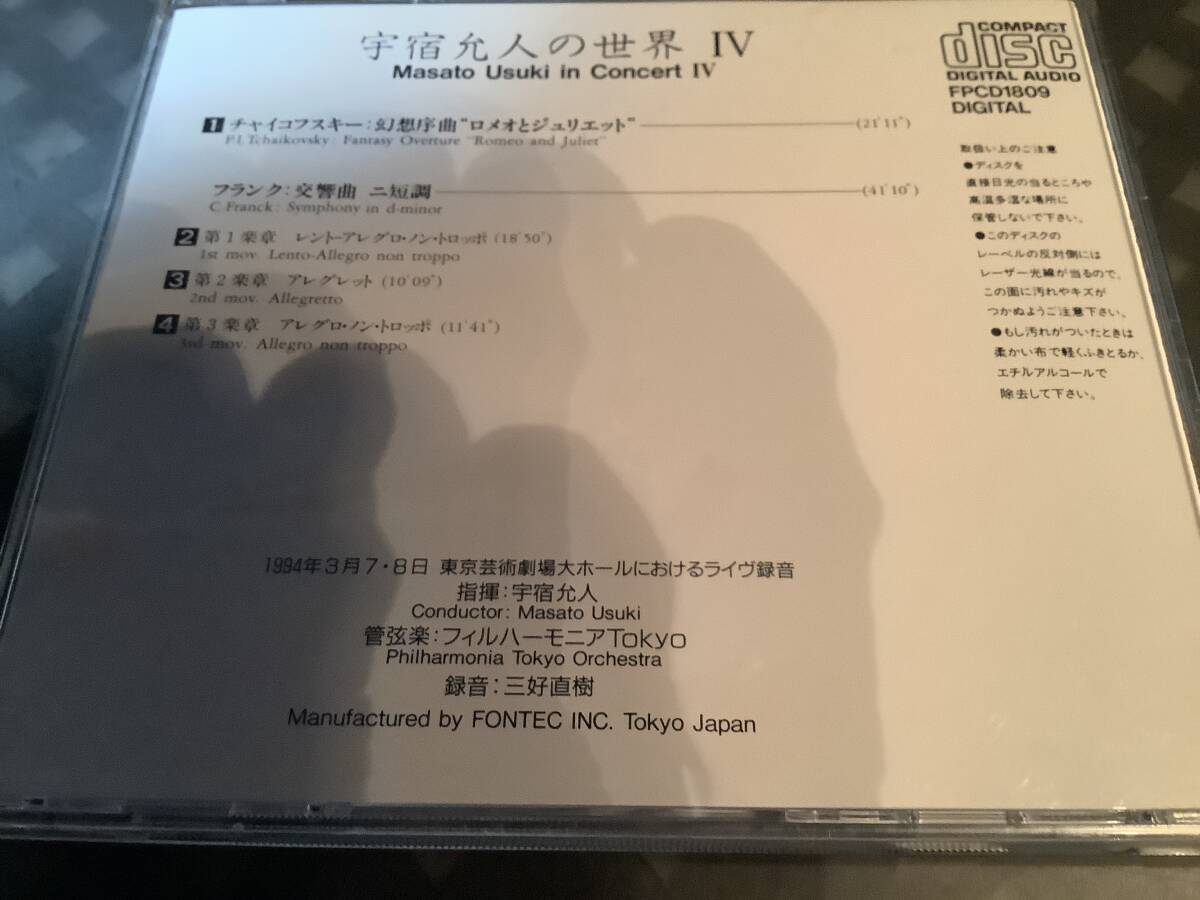 宇宿允人の世界 IV
Masato Usuki in Concert IV
1 チャイコフスキー：幻想序曲"ロメオとジュリエット" (21'11")
P.I.Tchaikovsky: Fantasy Overture "Romeo and Juliet"
フランク：交響曲 ニ短調 (41'10")
C.Franck: Symphony in d-minor
2 第1楽章 レント-アレグロ・ノン・トロッポ (18'50")
1st mov. Lento-Allegro non troppo
3 第2楽章 アレグレット (10'09")
2nd mov. Allegretto
4 第3楽章 アレグロ・ノン・トロッポ (11'41")
3rd mov. Allegro non troppo
1994年3月7・8日 東京芸術劇場大ホールにおけるライヴ録音
指揮：宇宿允人
Conductor: Masato Usuki
管弦楽：フィルハーモニアTokyo
Philharmonia Tokyo Orchestra
録音：三好直樹
Manufactured by FONTEC INC. Tokyo Japan
COMPACT
disc
DIGITAL AUDIO
FPCD1809
DIGITAL
取扱い上のご注意
●ディスクを
直接日光の当るところや
高温多湿な場所に
保管しないで下さい。
●このディスクの
レーベルの反対側には
レーザー光線が当るので、
この面に汚れやキズが
つかぬようご注意下さい。
●もし汚れがついたときは
柔かい布で軽くふきとるか、
エチルアルコールで
除去して下さい。